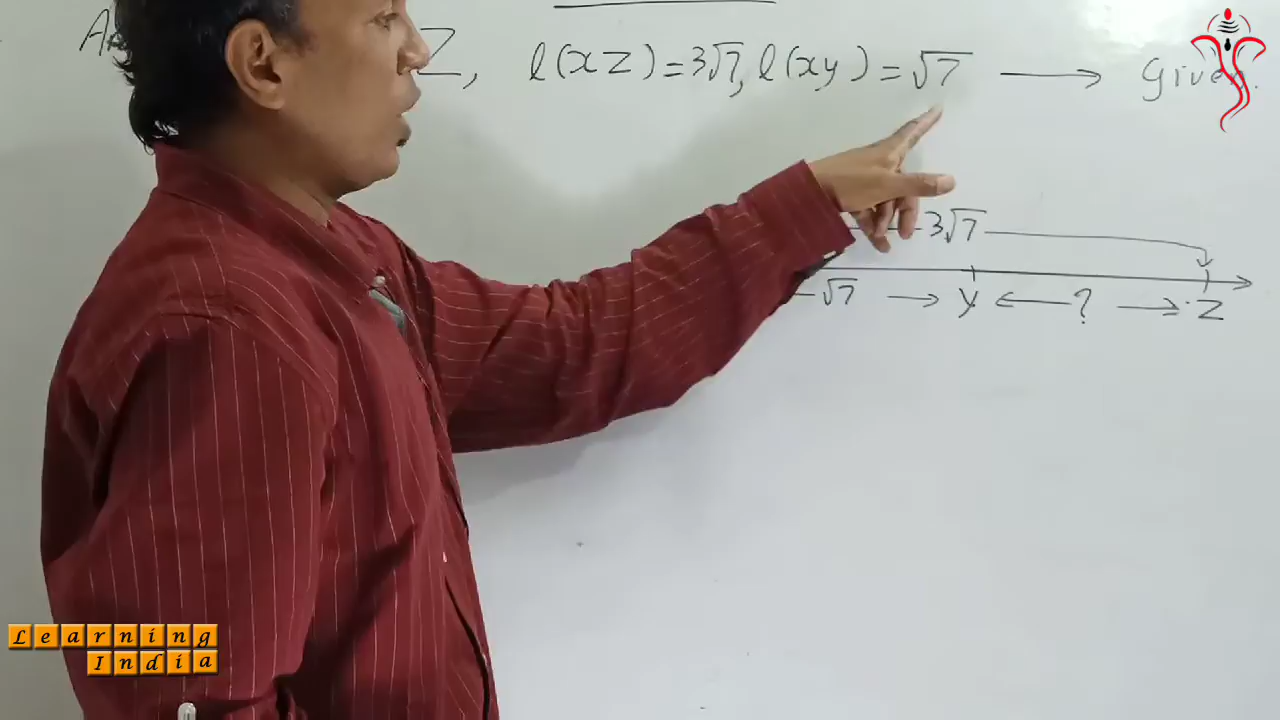 Z, l(xZ)=3√7, l(xy)=√7 ⟶ Given.
3√7
√7 ⟶ y ⟵ ? ⟶ Z
Learning
India